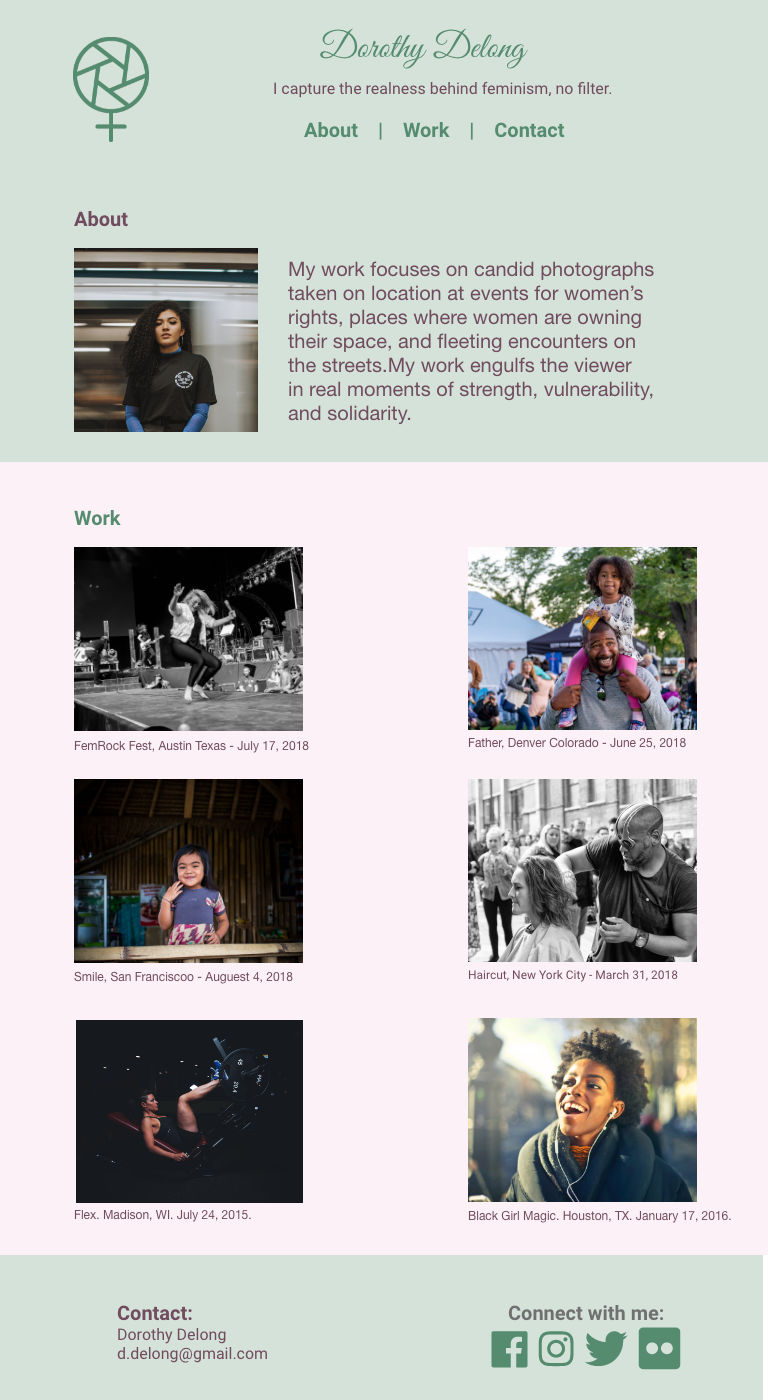 Dorothy Delong
I capture the realness behind feminism, no filter.
About | Work | Contact
About
My work focuses on candid photographs
taken on location at events for women’s
rights, places where women are owning
their space, and fleeting encounters on
the streets.My work engulfs the viewer
in real moments of strength, vulnerability,
and solidarity.
Work
FemRock Fest, Austin Texas - July 17, 2018
Father, Denver Colorado - June 25, 2018
Smile, San Franciscoo - Auguest 4, 2018
Haircut, New York City - March 31, 2018
Flex. Madison, WI. July 24, 2015.
Black Girl Magic. Houston, TX. January 17, 2016.
Contact:
Dorothy Delong
d.delong@gmail.com
Connect with me: